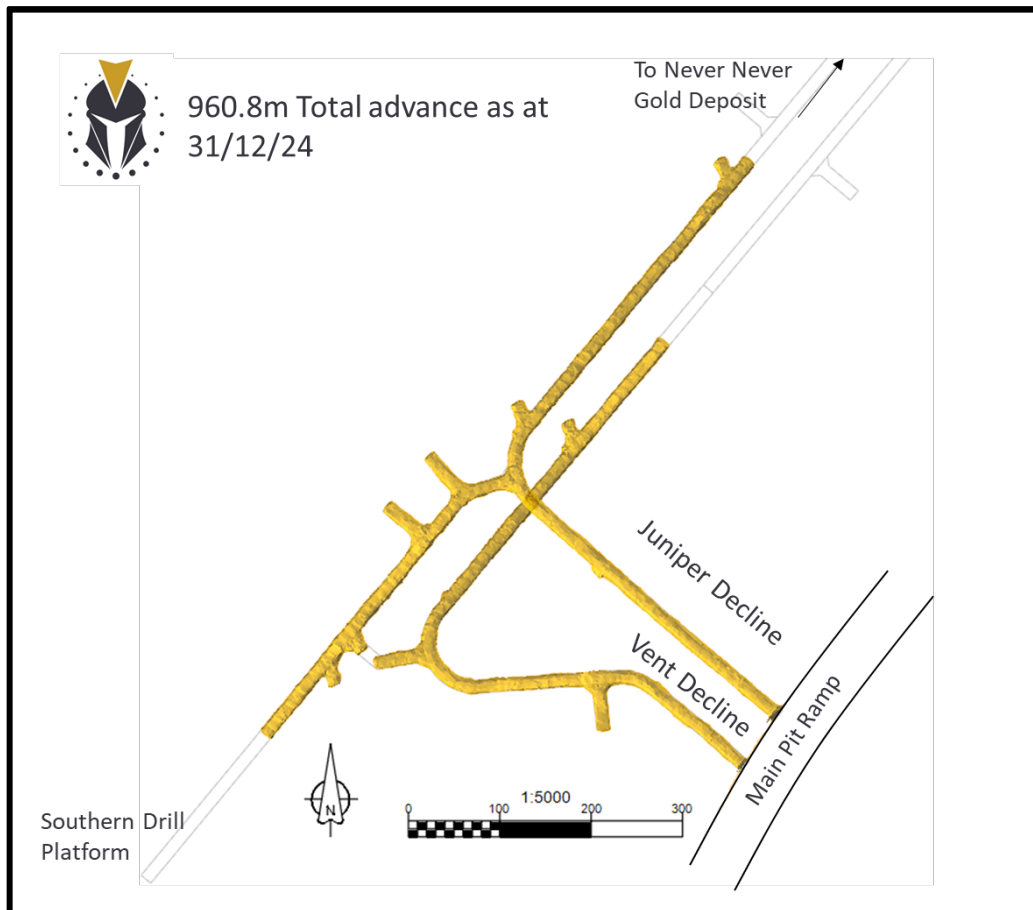 960.8m Total advance as at
31/12/24
To Never Never
Gold Deposit
Juniper Decline
Vent Decline
Main Pit Ramp
Southern Drill
Platform
N
1:5000
0 100 200 300